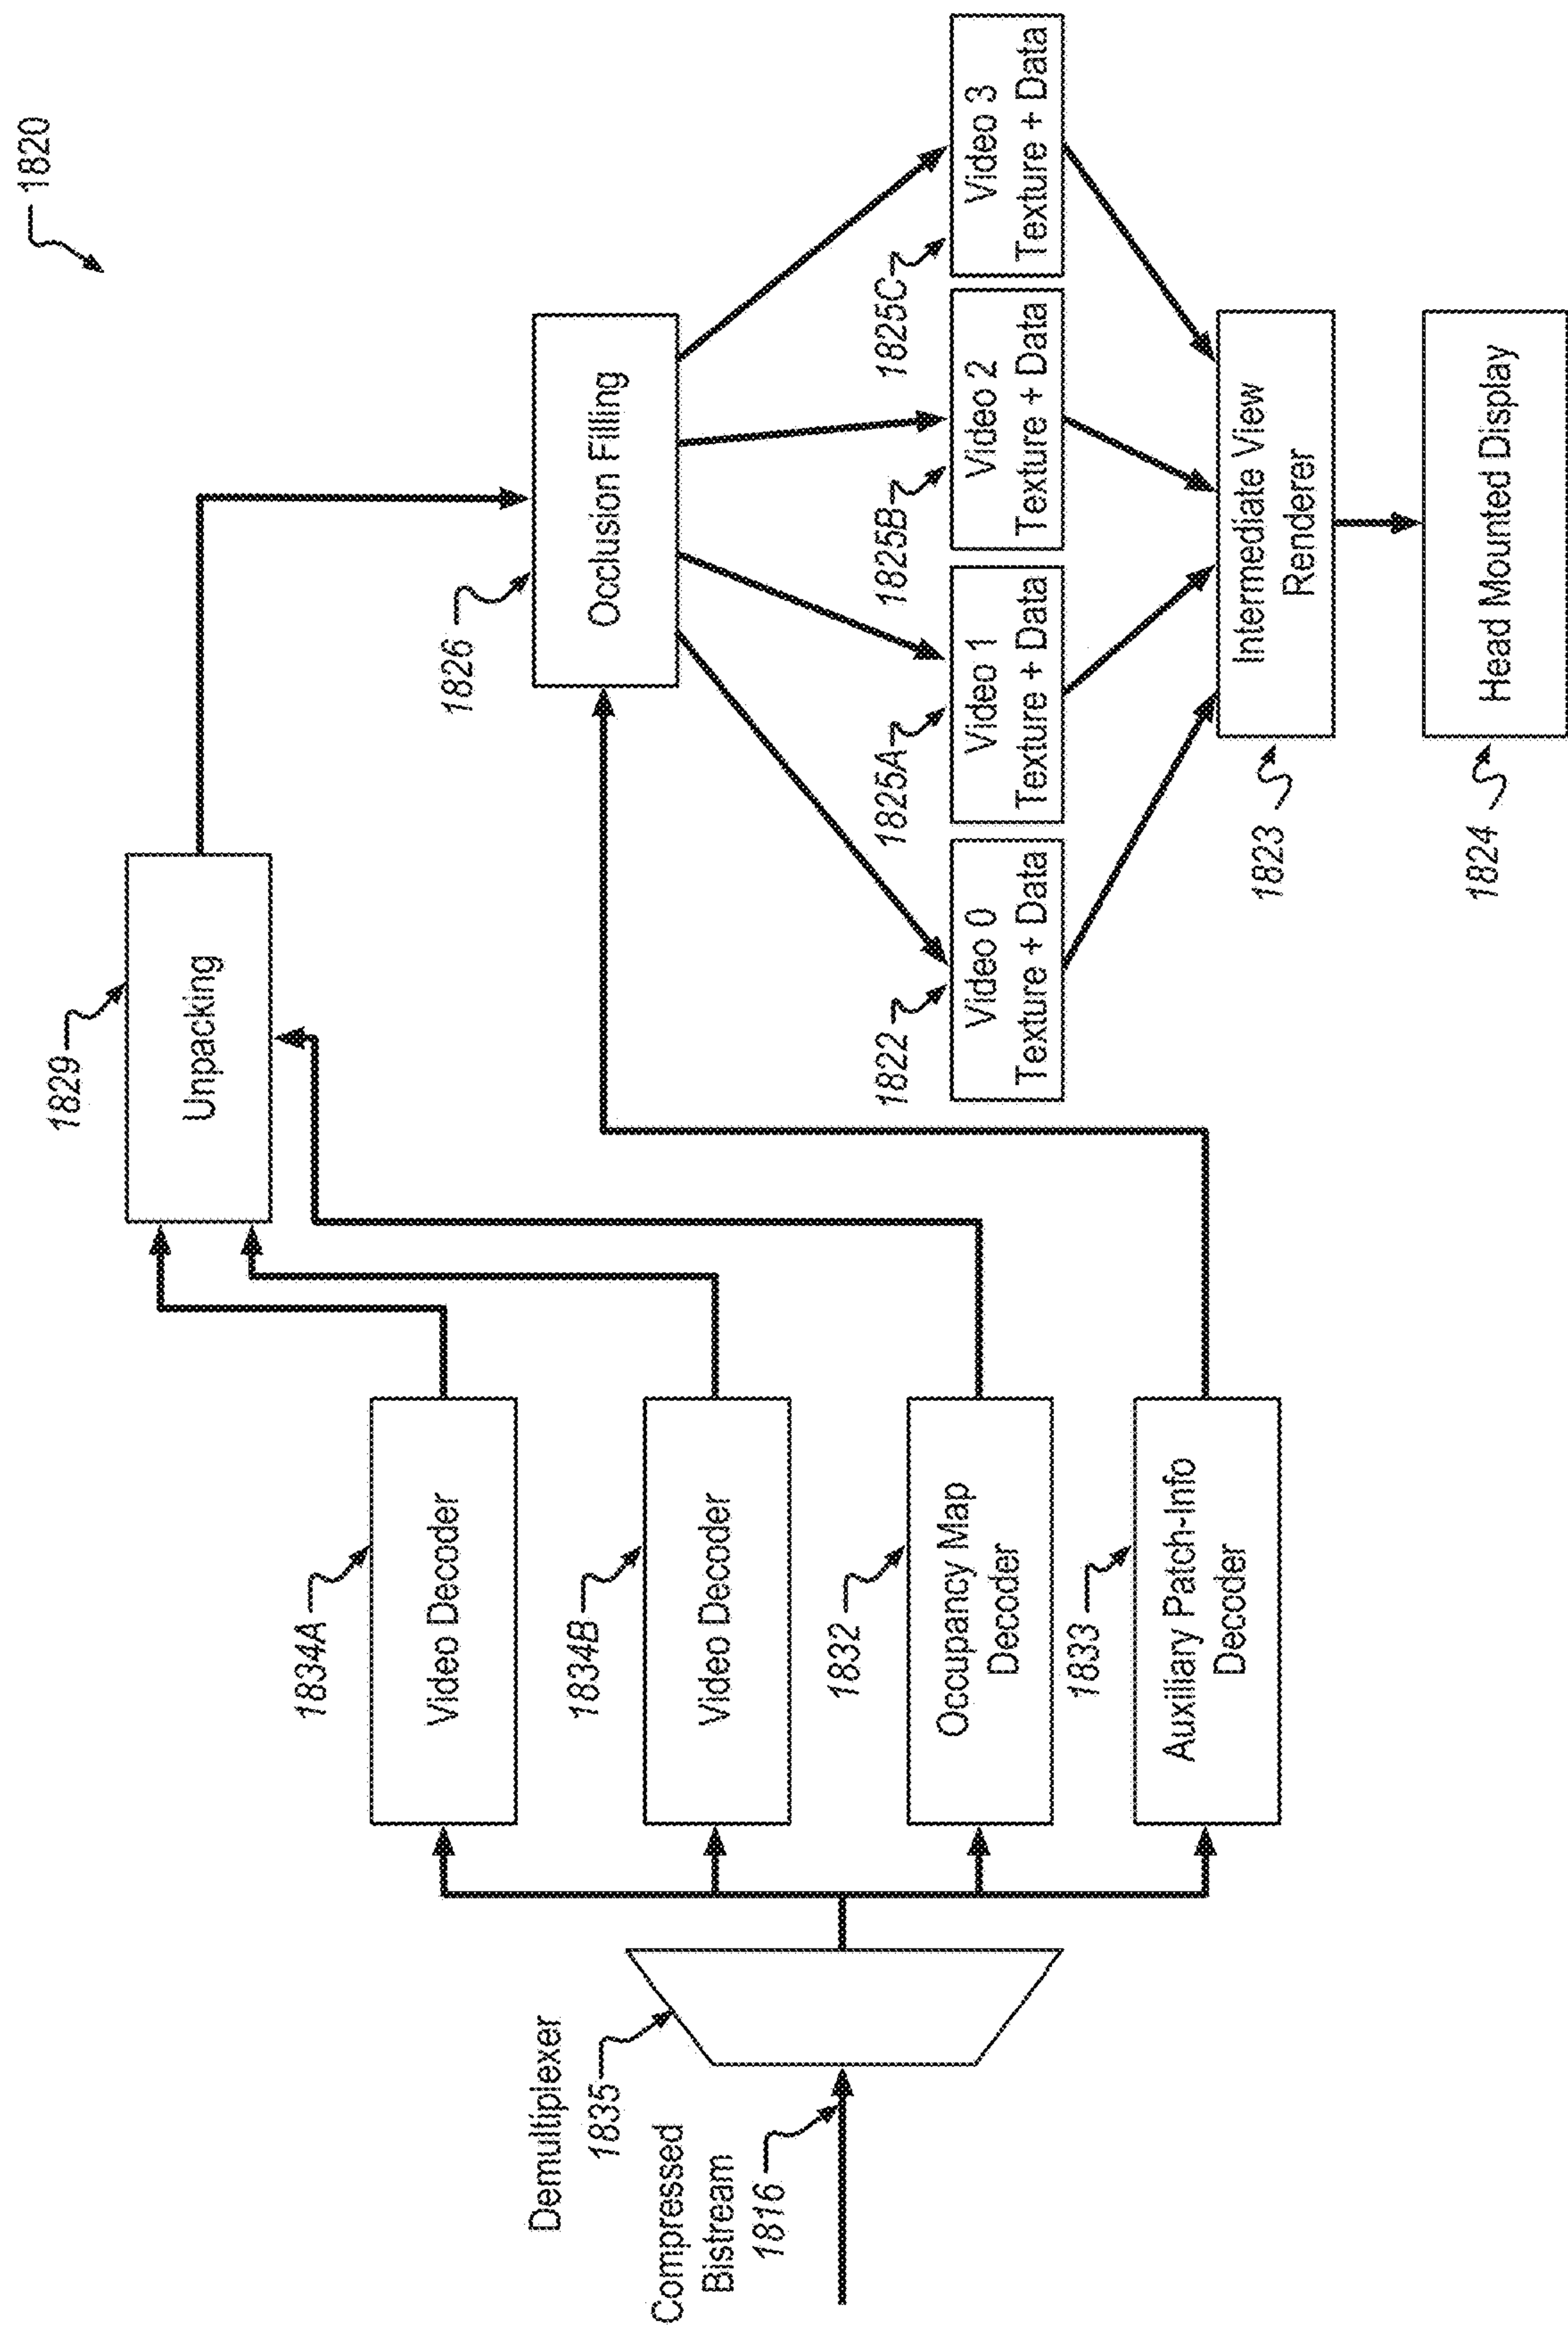 1820
1829
Unpacking
1834A
Video Decoder
1834B
Video Decoder
1832
Occupancy Map
Decoder
1833
Auxiliary Patch-Info
Decoder
Demultiplexer
1835
Compressed
Bistream
1816
1826
Occlusion Filling
1822
Video 0
Texture + Data
1825A
Video 1
Texture + Data
1825B
Video 2
Texture + Data
1825C
Video 3
Texture + Data
1823
Intermediate View
Renderer
1824
Head Mounted Display